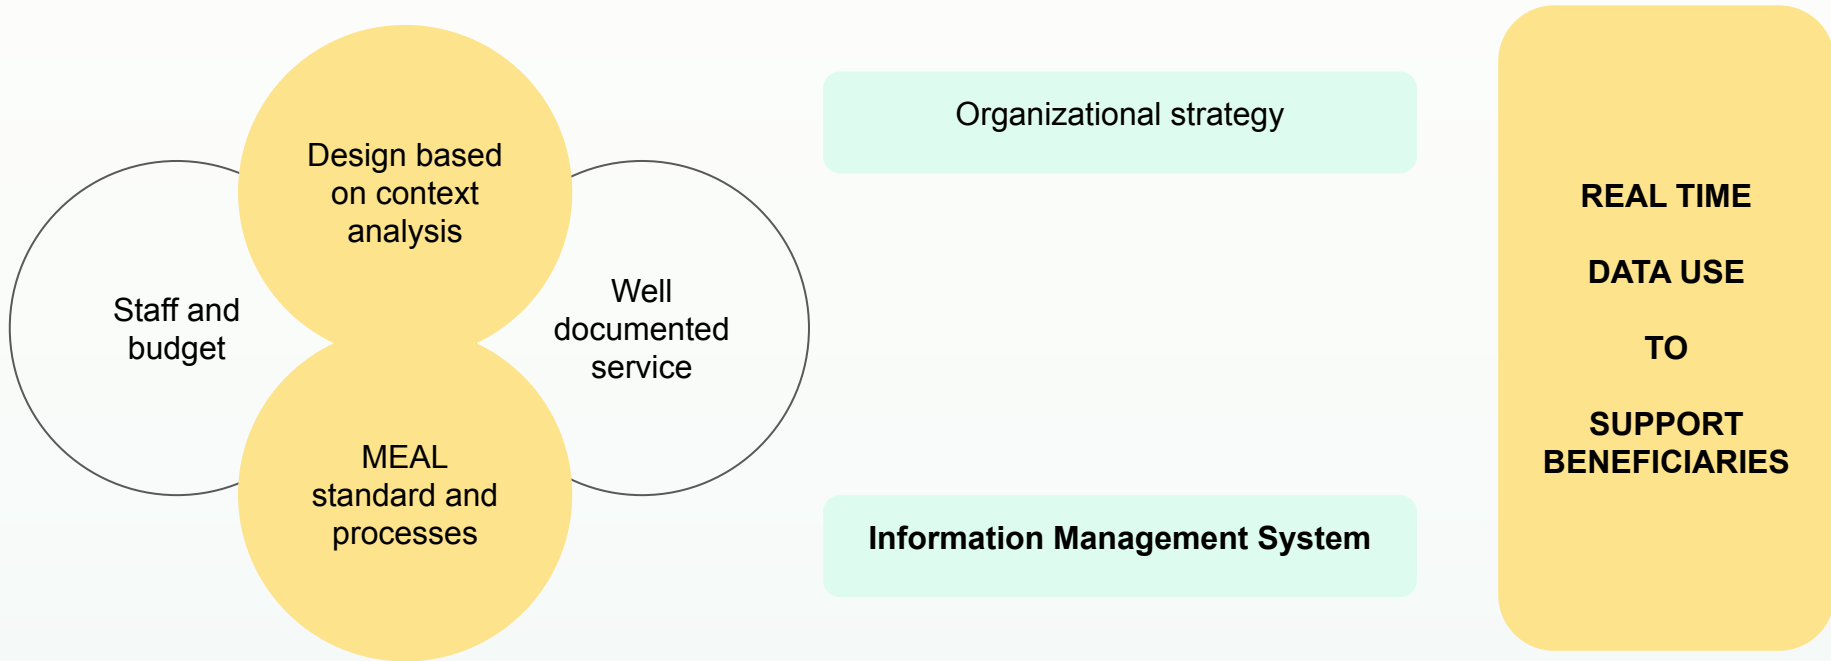 Staff and
budget
Design based
on context
analysis
MEAL
standard and
processes
Well
documented
service
Organizational strategy
Information Management System
REAL TIME
DATA USE
TO
SUPPORT
BENEFICIARIES